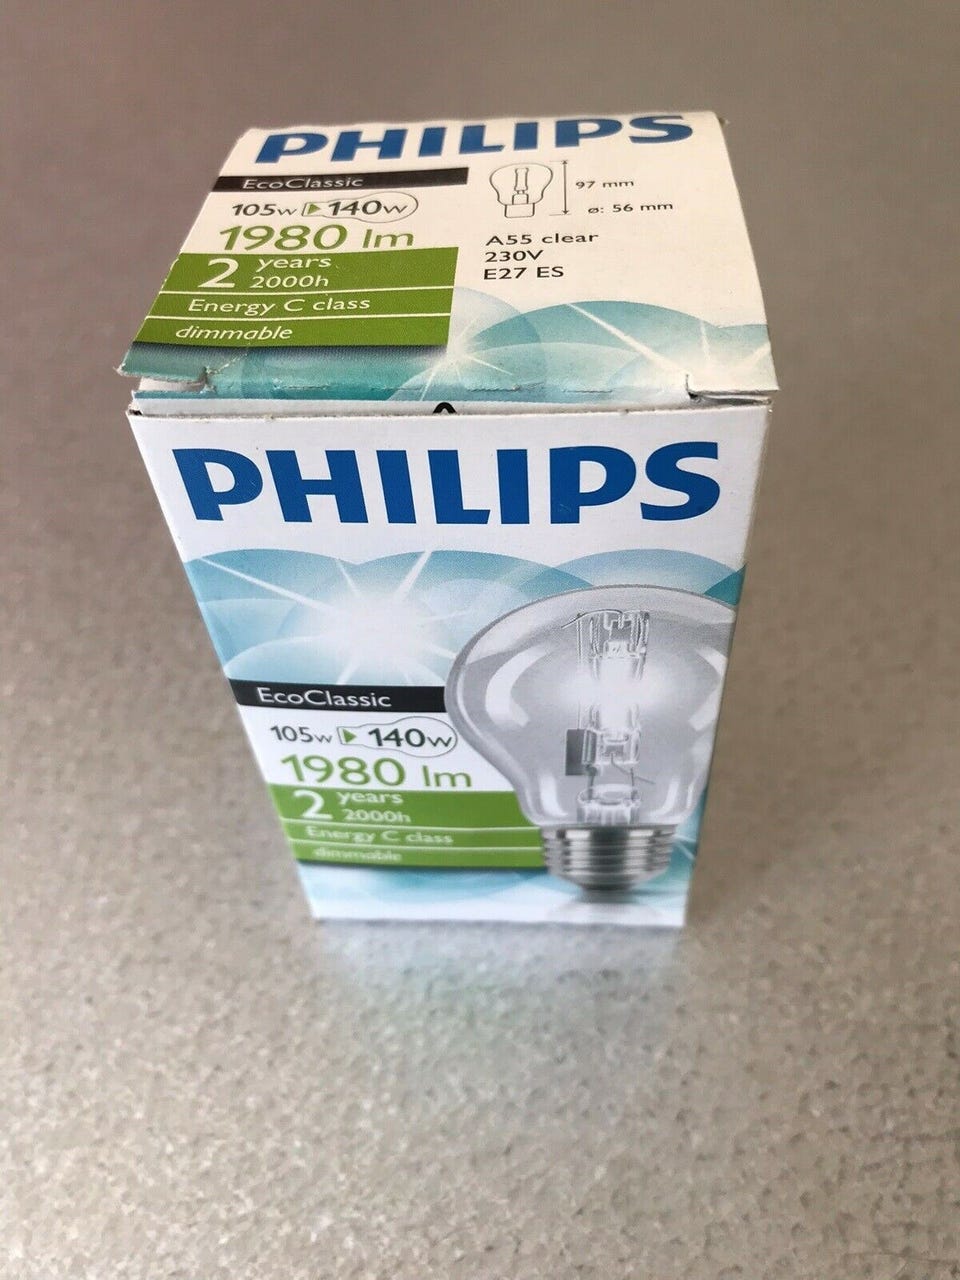 PHILIPS
EcoClassic
105w ▶ 140w
1980 lm
2 years
2000h
Energy C class
dimmable
97 mm
ø: 56 mm
A55 clear
230V
E27 ES
PHILIPS
EcoClassic
105w ▶ 140w
1980 lm
2 years
2000h
Energy C class
dimmable